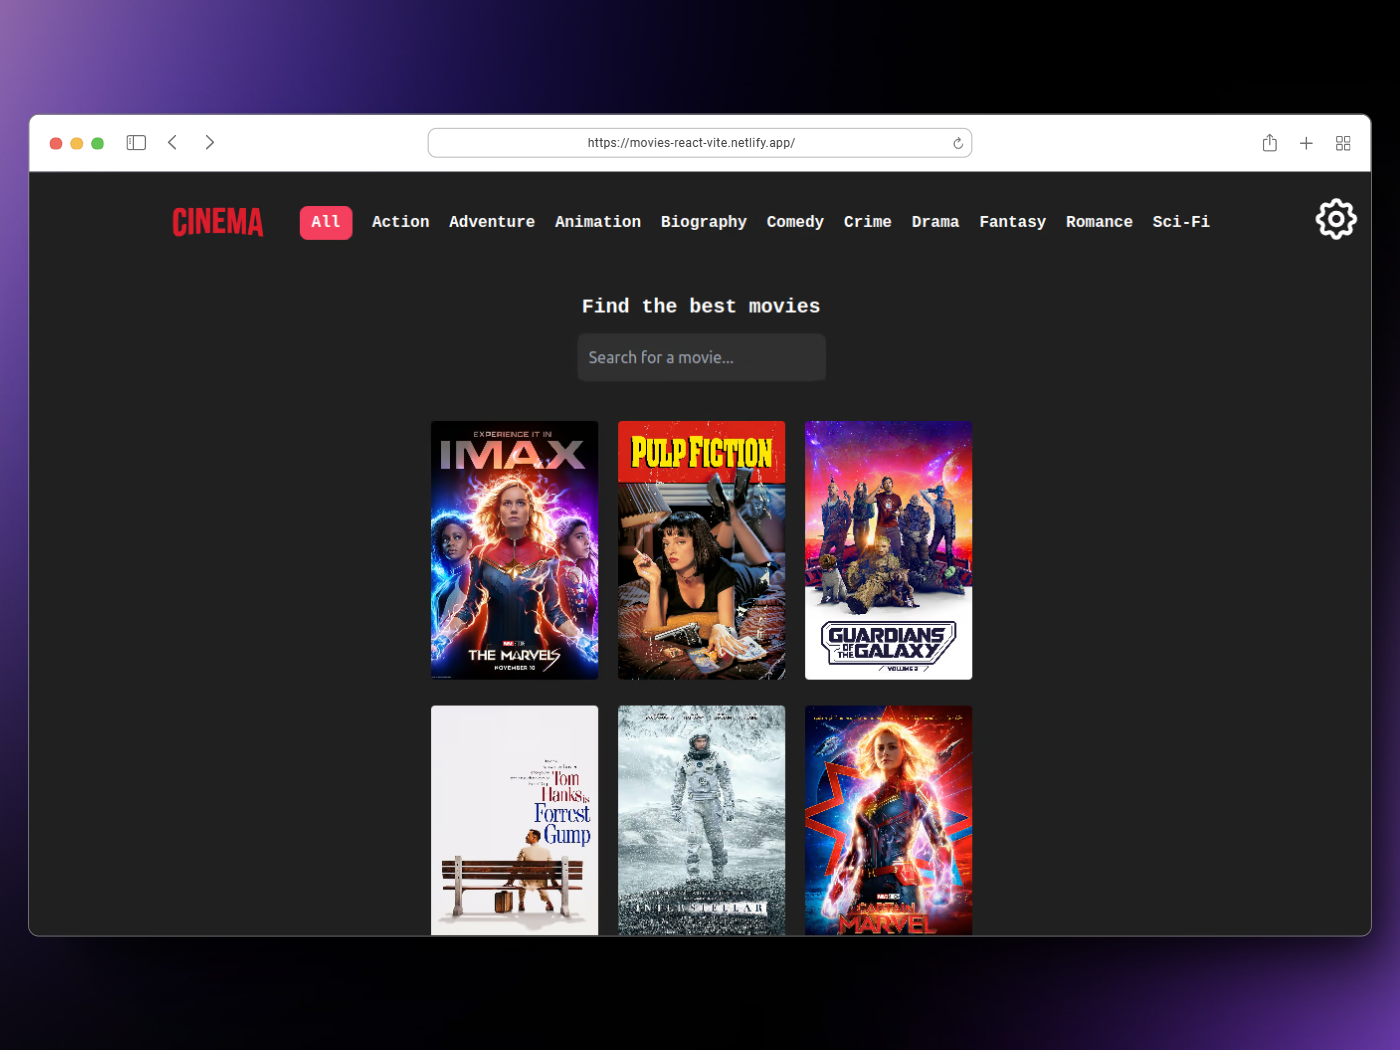 https://movies-react-vite.netlify.app/
CINEMA
All Action Adventure Animation Biography Comedy Crime Drama Fantasy Romance Sci-Fi
Find the best movies
Search for a movie...
EXPERIENCE IT IN
IMAX
THE MARVELS
NOVEMBER 10
PULP FICTION
GUARDIANS
OF THE GALAXY
VOLUME 3
Tom
Hanks is
Forrest
Gump
INTERSTELLAR
CAPTAIN
MARVEL